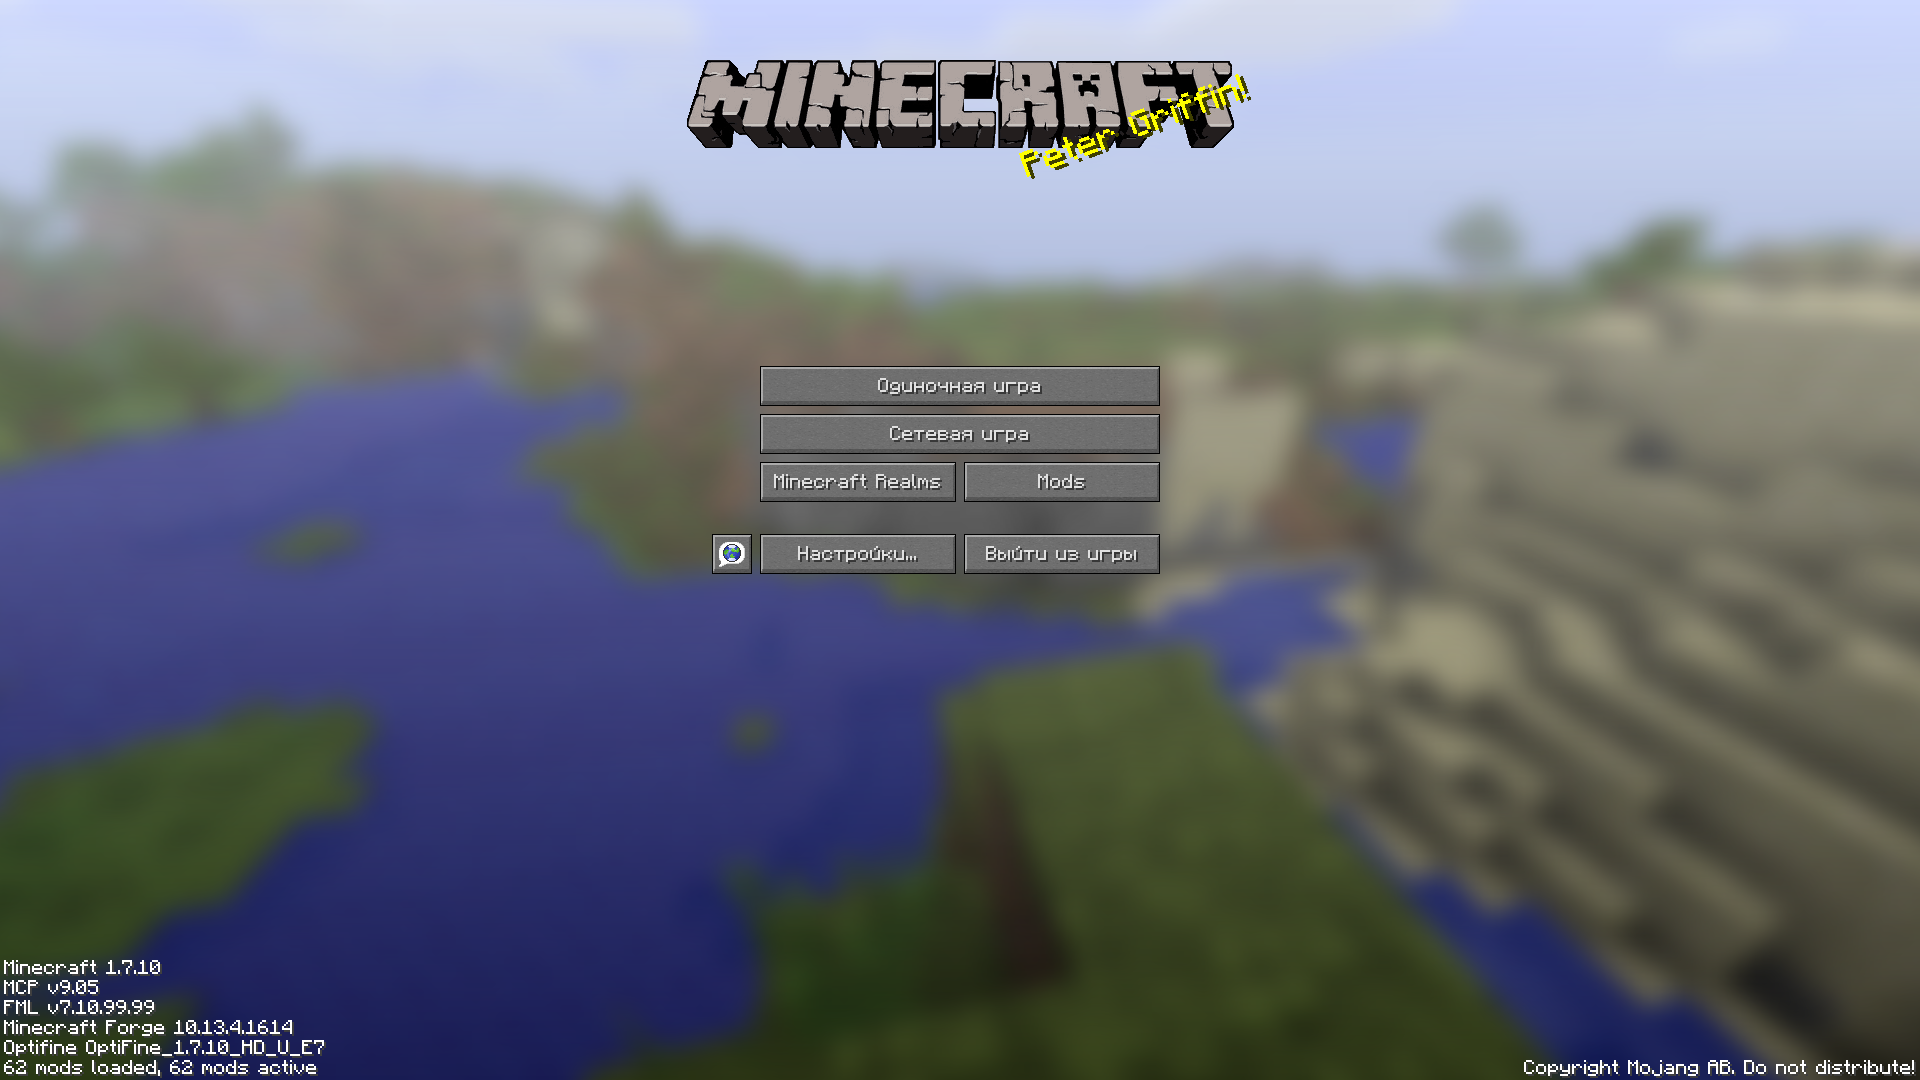 MINECRAFT
Peter Griffin!
Одиночная игра
Сетевая игра
Minecraft Realms
Mods
Настройки...
Выйти из игры
Minecraft 1.7.10
MCP v9.05
FML v7.10.99.99
Minecraft Forge 10.13.4.1614
Optifine OptiFine_1.7.10_HD_U_E7
62 mods loaded, 62 mods active
Copyright Mojang AB. Do not distribute!